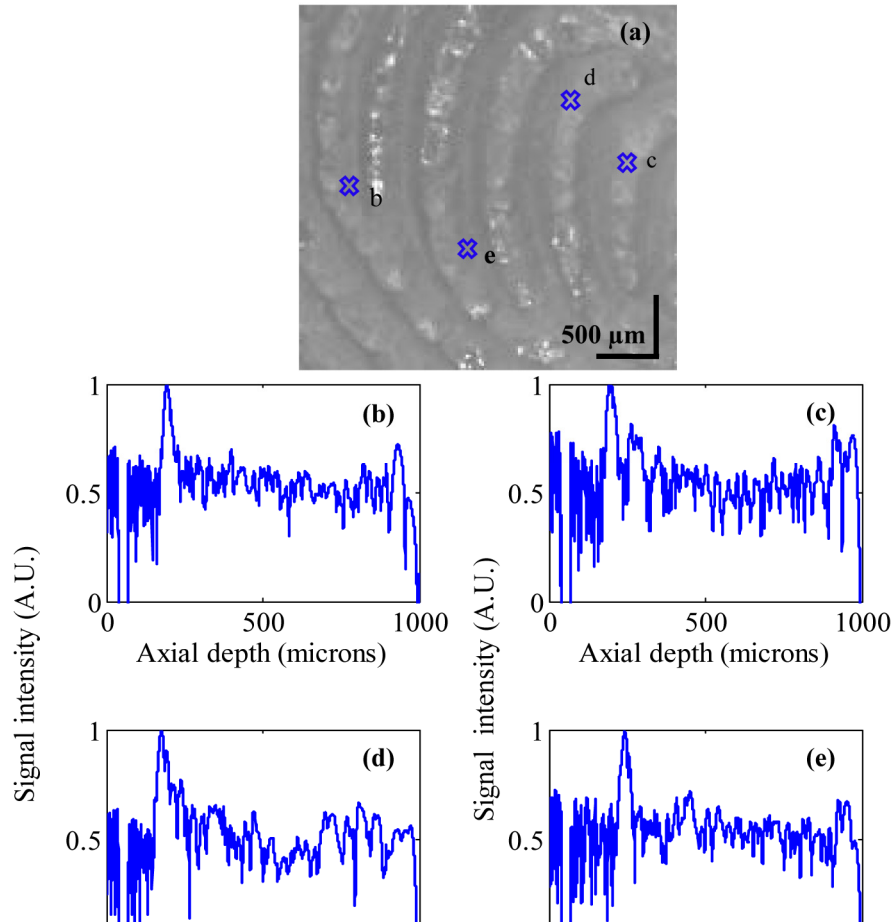 (a)
d
c
b
e
500 µm
Signal intensity (A.U.)
1
0.5
0
(b)
0
500
1000
Axial depth (microns)
Signal intensity (A.U.)
1
0.5
0
(c)
0
500
1000
Axial depth (microns)
1
0.5
(d)
1
0.5
(e)